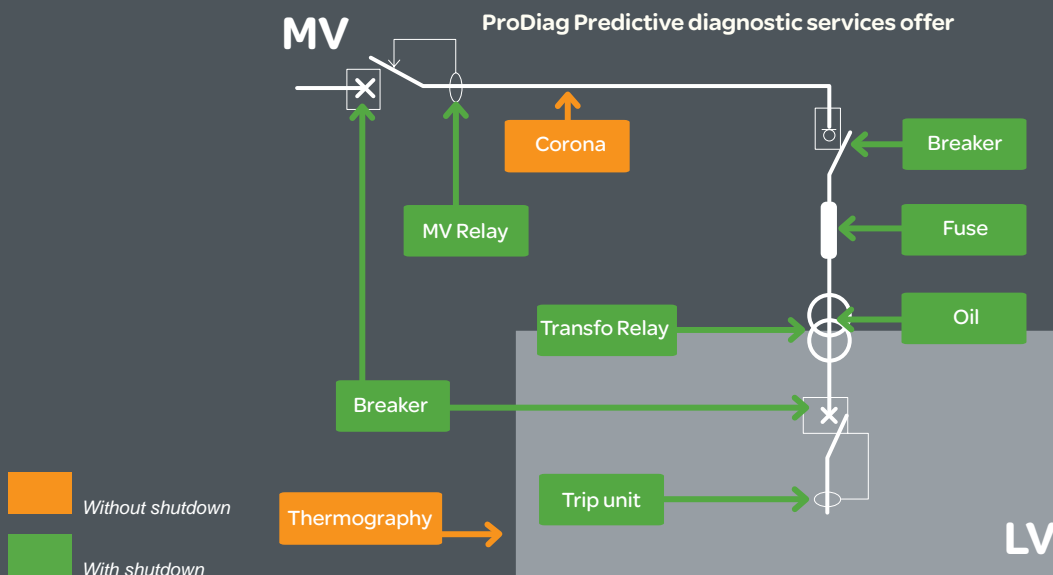 MV
ProDiag Predictive diagnostic services offer
Corona
Breaker
MV Relay
Fuse
Transfo Relay
Oil
Breaker
Trip unit
Without shutdown
Thermography
LV
With shutdown